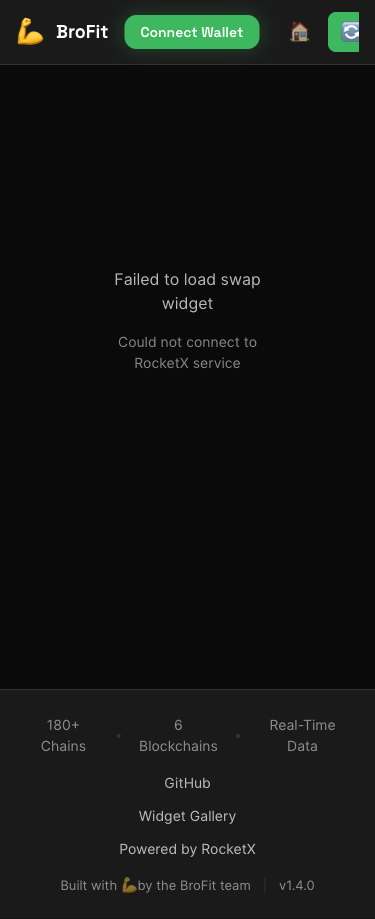 💪 BroFit Connect Wallet 🏠 🔄
Failed to load swap
widget
Could not connect to
RocketX service
180+ • 6 • Real-Time
Chains Blockchains Data
GitHub
Widget Gallery
Powered by RocketX
Built with 💪by the BroFit team | v1.4.0